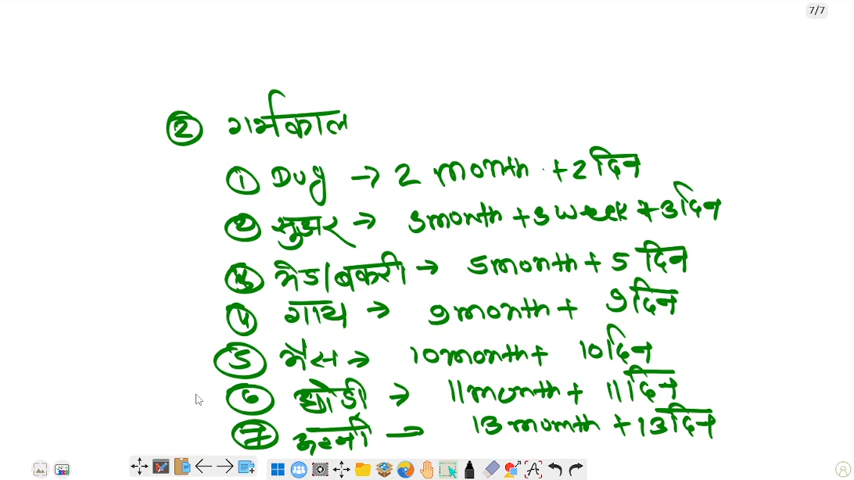 7/7
② गर्भकाल
① Dog → 2 month + 2 दिन
② सुअर → 3 month + 3 week + 3 दिन
③ भेड/बकरी → 5 month + 5 दिन
④ गाय → 9 month + 9 दिन
⑤ भैस → 10 month + 10 दिन
⑥ घोडी → 11 month + 11 दिन
⑦ → 13 month + 13 दिन